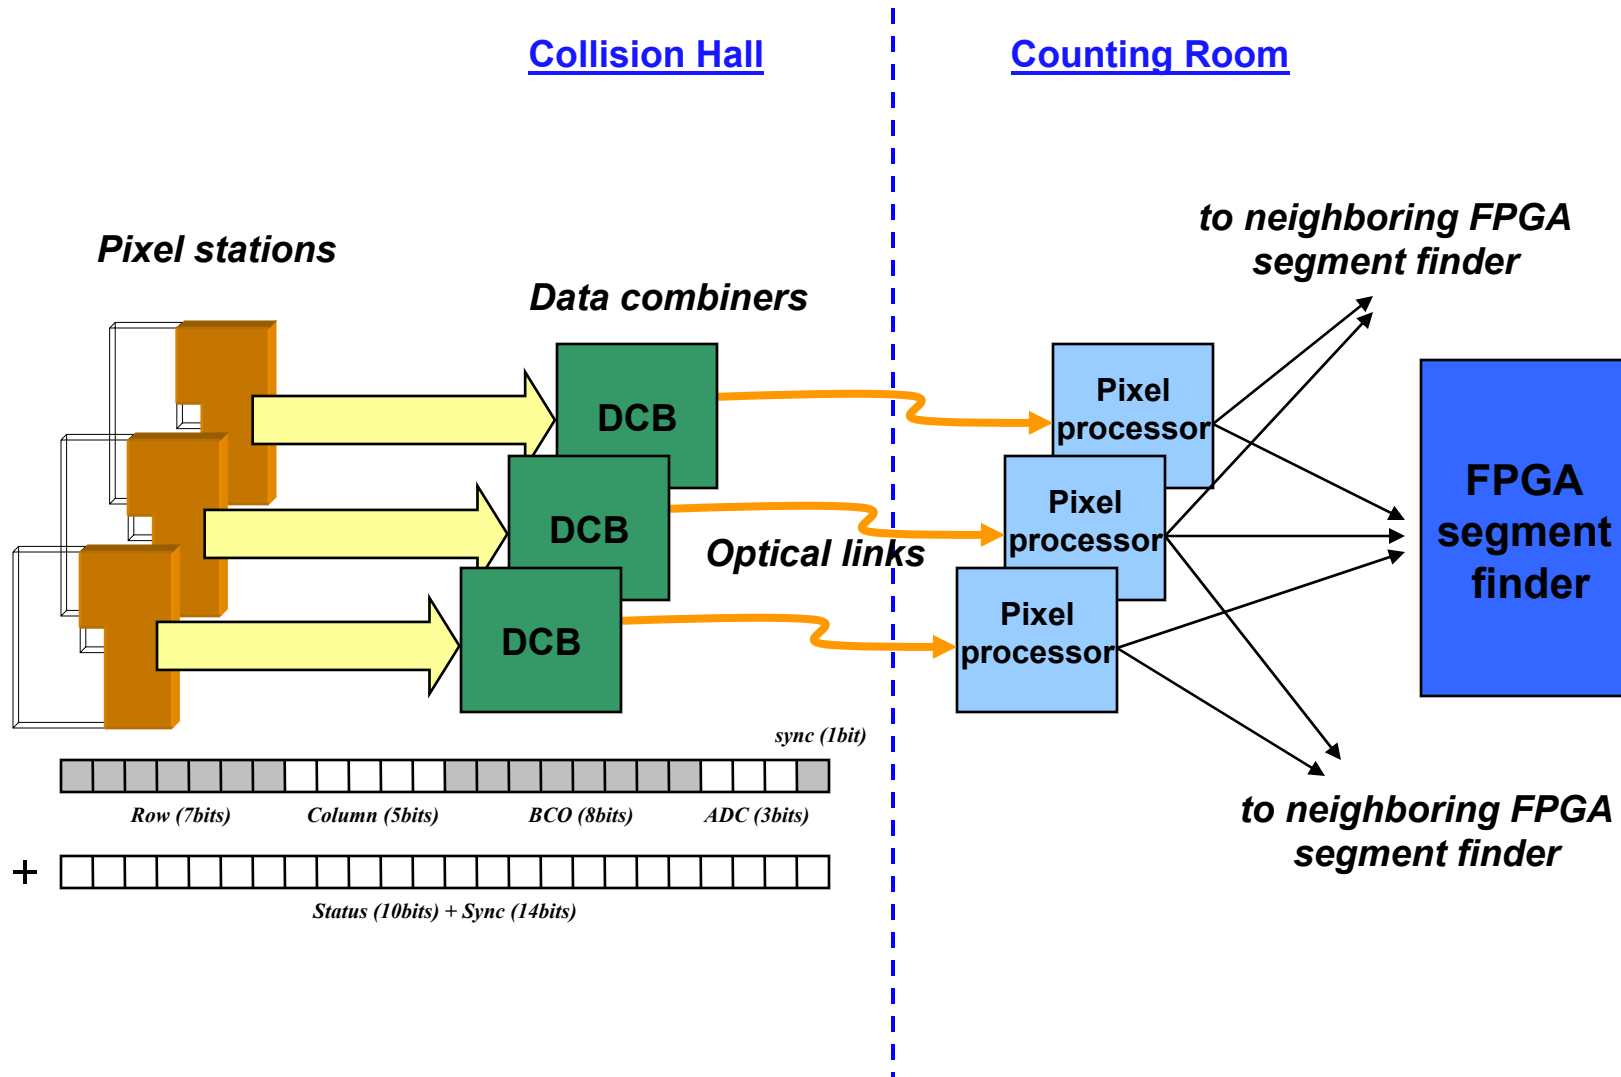 Collision Hall
Counting Room
to neighboring FPGA
segment finder
Pixel stations
Data combiners
DCB
DCB
DCB
Optical links
Pixel
processor
Pixel
processor
Pixel
processor
FPGA
segment
finder
sync (1bit)
Row (7bits) Column (5bits) BCO (8bits) ADC (3bits)
+
Status (10bits) + Sync (14bits)
to neighboring FPGA
segment finder